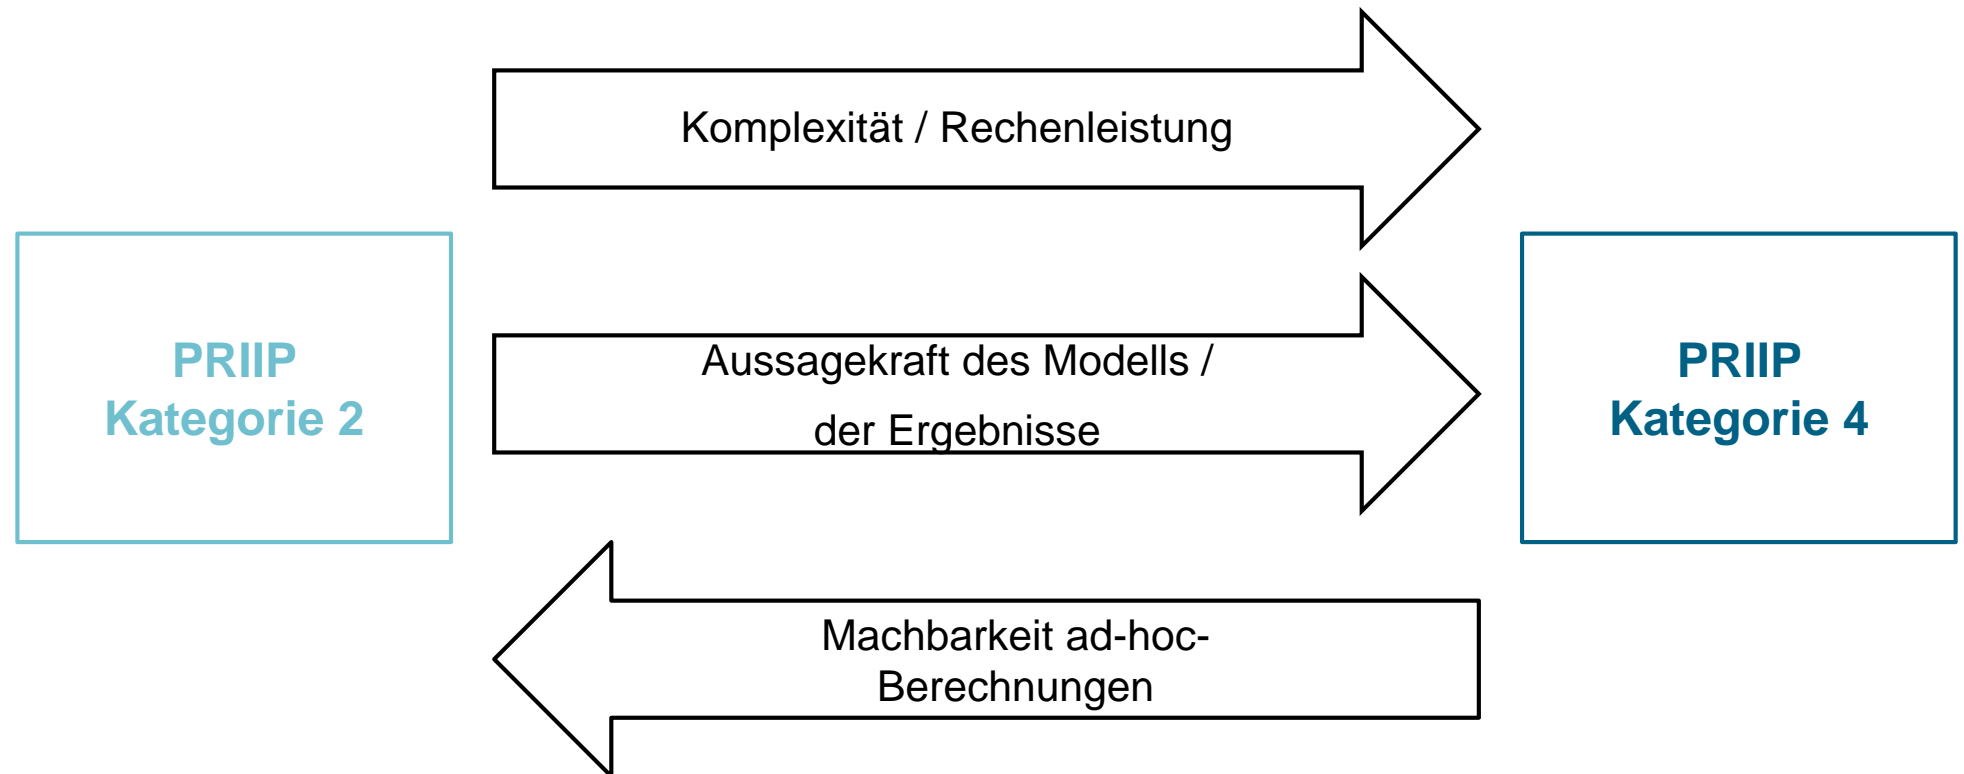 Komplexität / Rechenleistung
PRIIP
Kategorie 2
Aussagekraft des Modells /
der Ergebnisse
PRIIP
Kategorie 4
Machbarkeit ad-hoc-
Berechnungen